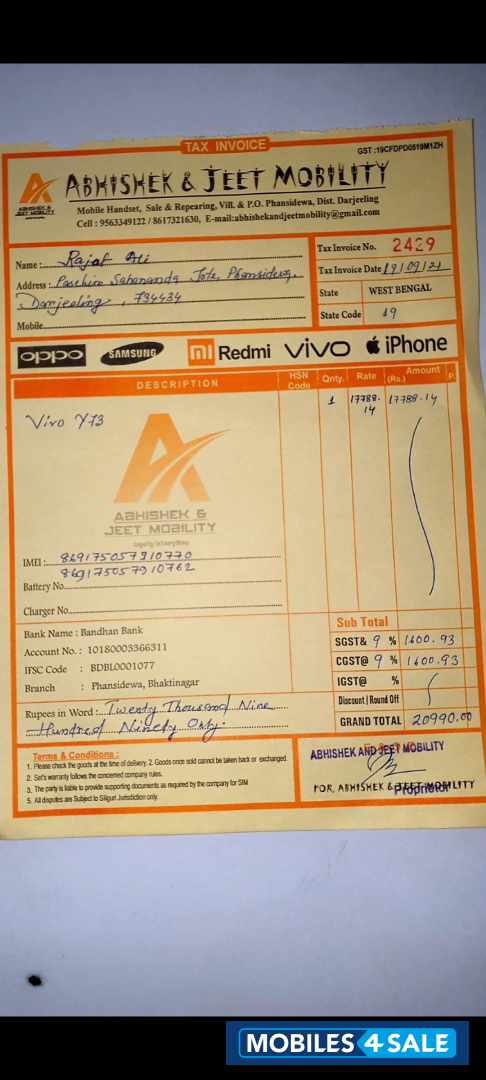 TAX INVOICE
GST :19CFDPD0519M1ZH
ABHISHEK & JEET MOBILITY
ABHISHEK &
JEET MOBILITY
Mobile Handset, Sale & Repearing, Vill. & P.O. Phansidewa, Dist. Darjeeling
Cell : 9563349122 / 8617321630, E-mail:abhishekandjeetmobility@gmail.com
Name : Rajat Ali
Address : Paschim Jote, Phansidewa,
Darjeeling, 734434
Mobile
Tax Invoice No. 2429
Tax Invoice Date 19/09/21
State WEST BENGAL
State Code 19
oppo SAMSUNG mi Redmi vivo iPhone
DESCRIPTION HSN Code Qnty. Rate Amount (Rs.) P.
Vivo Y73 1 17788.14 17788.14
ABHISHEK &
JEET MOBILITY
IMEI : 869175057910770
869175057910762
Battery No.
Charger No.
Bank Name : Bandhan Bank
Account No. : 10180003366311
IFSC Code : BDBL0001077
Branch : Phansidewa, Bhaktinagar
Rupees in Word : Twenty Thousand Nine
Hundred Ninety Only.
Sub Total
SGST& 9 % 1600.93
CGST@ 9 % 1600.93
IGST@ %
Discount | Round Off
GRAND TOTAL 20990.00
Terms & Conditions :
1. Please check the goods at the time of delivery. 2. Goods once sold cannot be taken back or exchanged.
2. Set's warranty follows the concerned company rules.
3. The party is liable to provide supporting documents as required by the company for SIM
5. All disputes are Subject to Siliguri Jurisdiction only.
ABHISHEK AND JEET MOBILITY
FOR, ABHISHEK & JEET MOBILITY
Proprietor
MOBILES 4 SALE